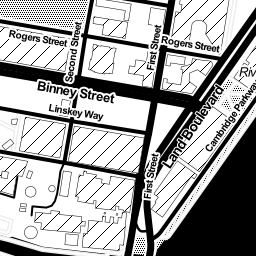 Rogers Street
Second Street
First Street
Rogers Street
Binney Street
Linskey Way
Land Boulevard
Cambridge Parkway
First Street